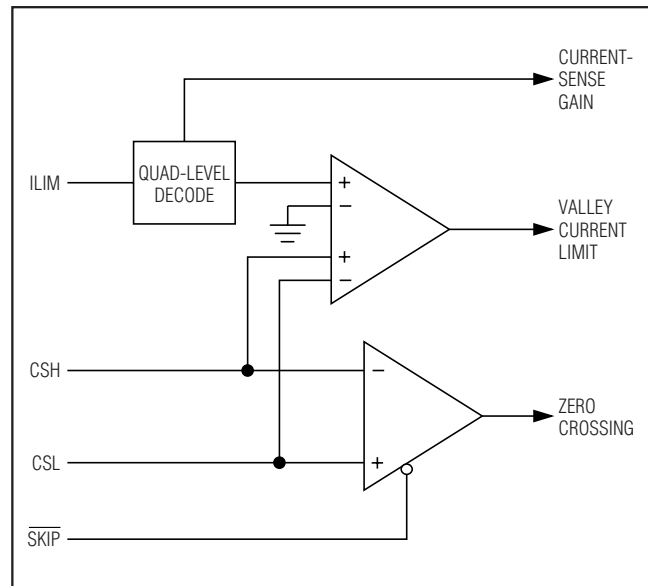 CURRENT-
SENSE
GAIN
ILIM
QUAD-LEVEL
DECODE
+
−
+
−
VALLEY
CURRENT
LIMIT
CSH
−
ZERO
CROSSING
CSL
+
SKIP